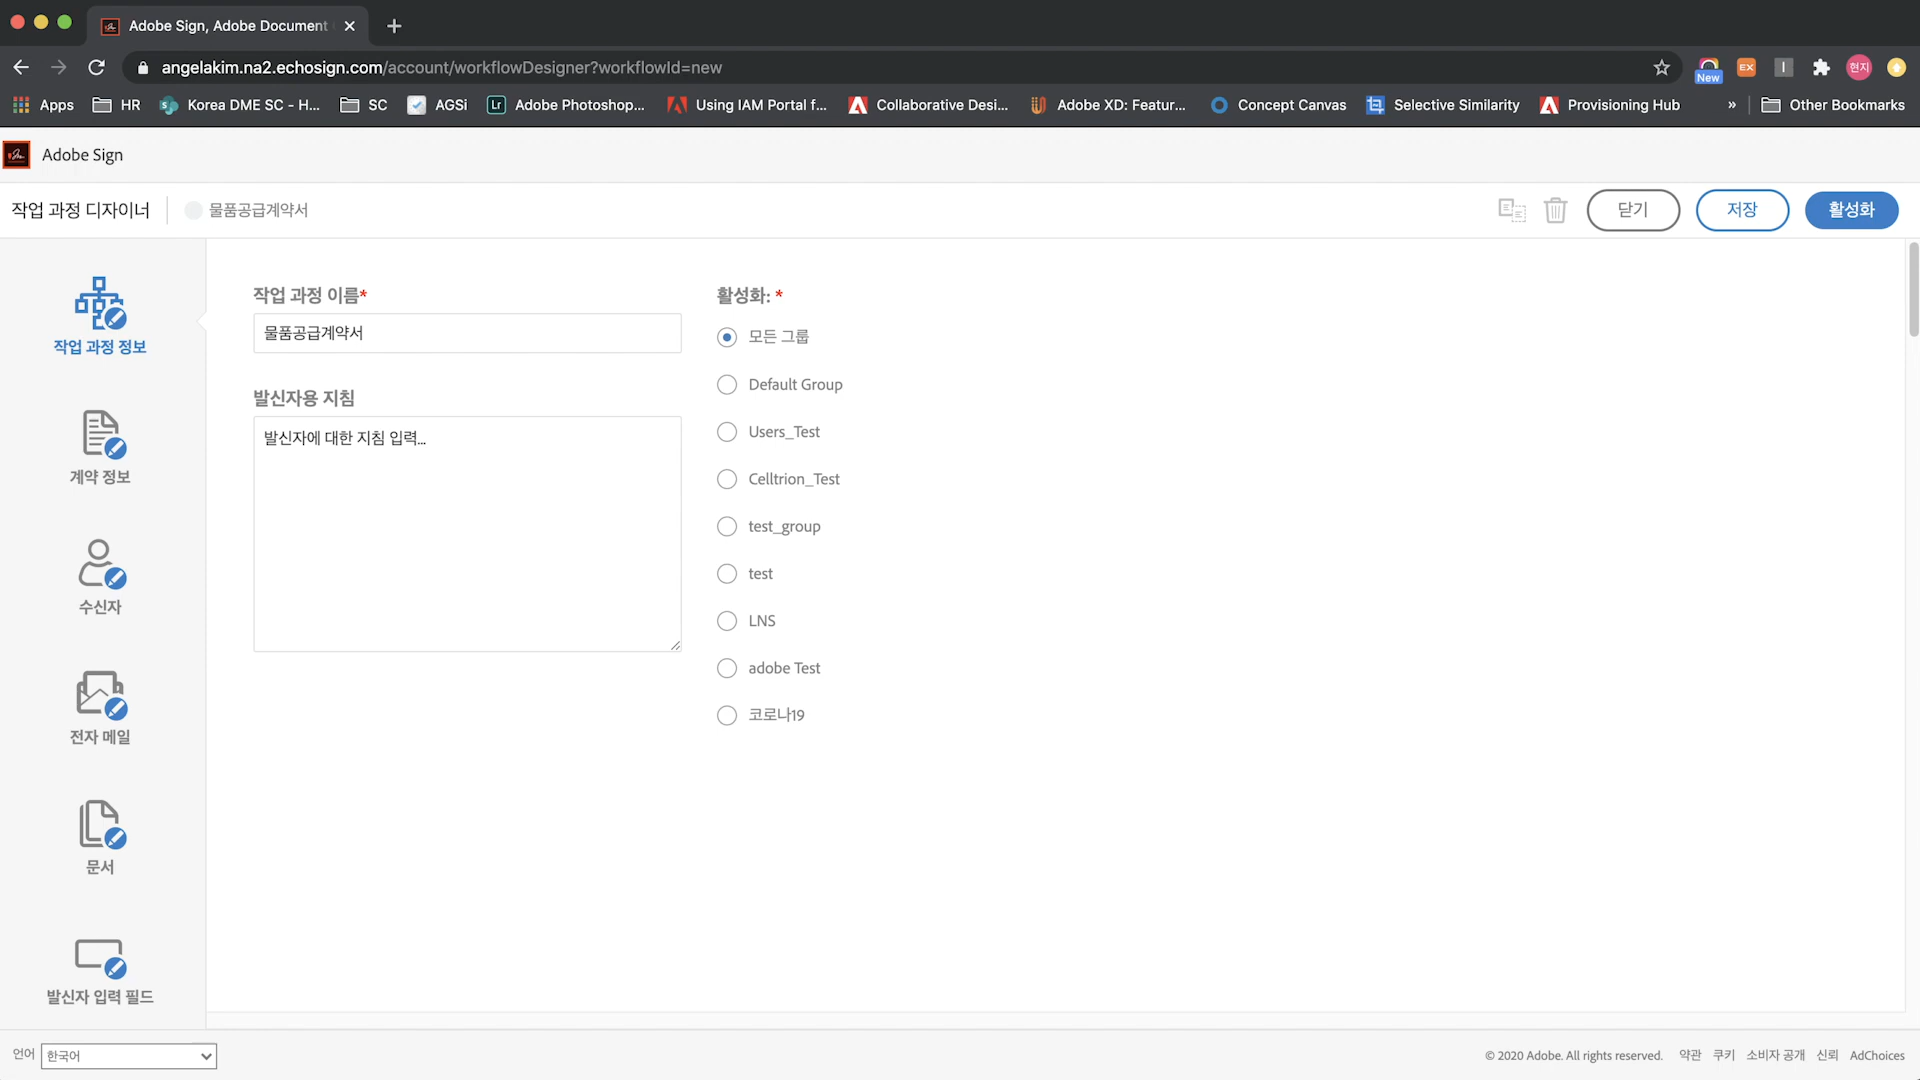 Adobe Sign, Adobe Document
angelakim.na2.echosign.com/account/workflowDesigner?workflowId=new
New
EX
현지
Apps
HR
Korea DME SC - H...
SC
AGSi
Lr
Adobe Photoshop...
Using IAM Portal f...
Collaborative Desi...
Adobe XD: Featur...
Concept Canvas
Selective Similarity
Provisioning Hub
»
Other Bookmarks
Adobe Sign
작업 과정 디자이너
물품공급계약서
닫기
저장
활성화
작업 과정 정보
계약 정보
수신자
전자 메일
문서
발신자 입력 필드
작업 과정 이름*
물품공급계약서
발신자용 지침
발신자에 대한 지침 입력...
활성화: *
모든 그룹
Default Group
Users_Test
Celltrion_Test
test_group
test
LNS
adobe Test
코로나19
언어
한국어
© 2020 Adobe. All rights reserved.
약관
쿠키
소비자 공개
신뢰
AdChoices